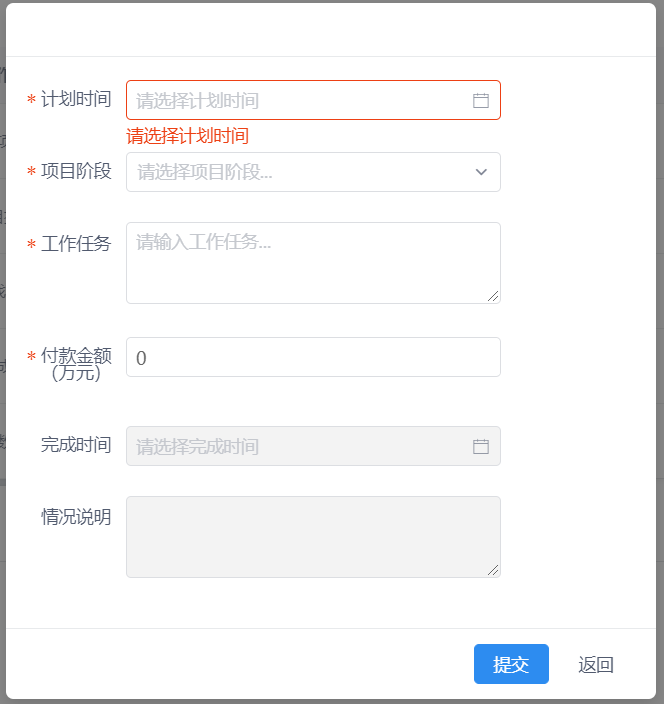 * 计划时间
请选择计划时间
请选择计划时间
* 项目阶段
请选择项目阶段...
* 工作任务
请输入工作任务...
* 付款金额
(万元)
0
完成时间
请选择完成时间
情况说明
提交
返回